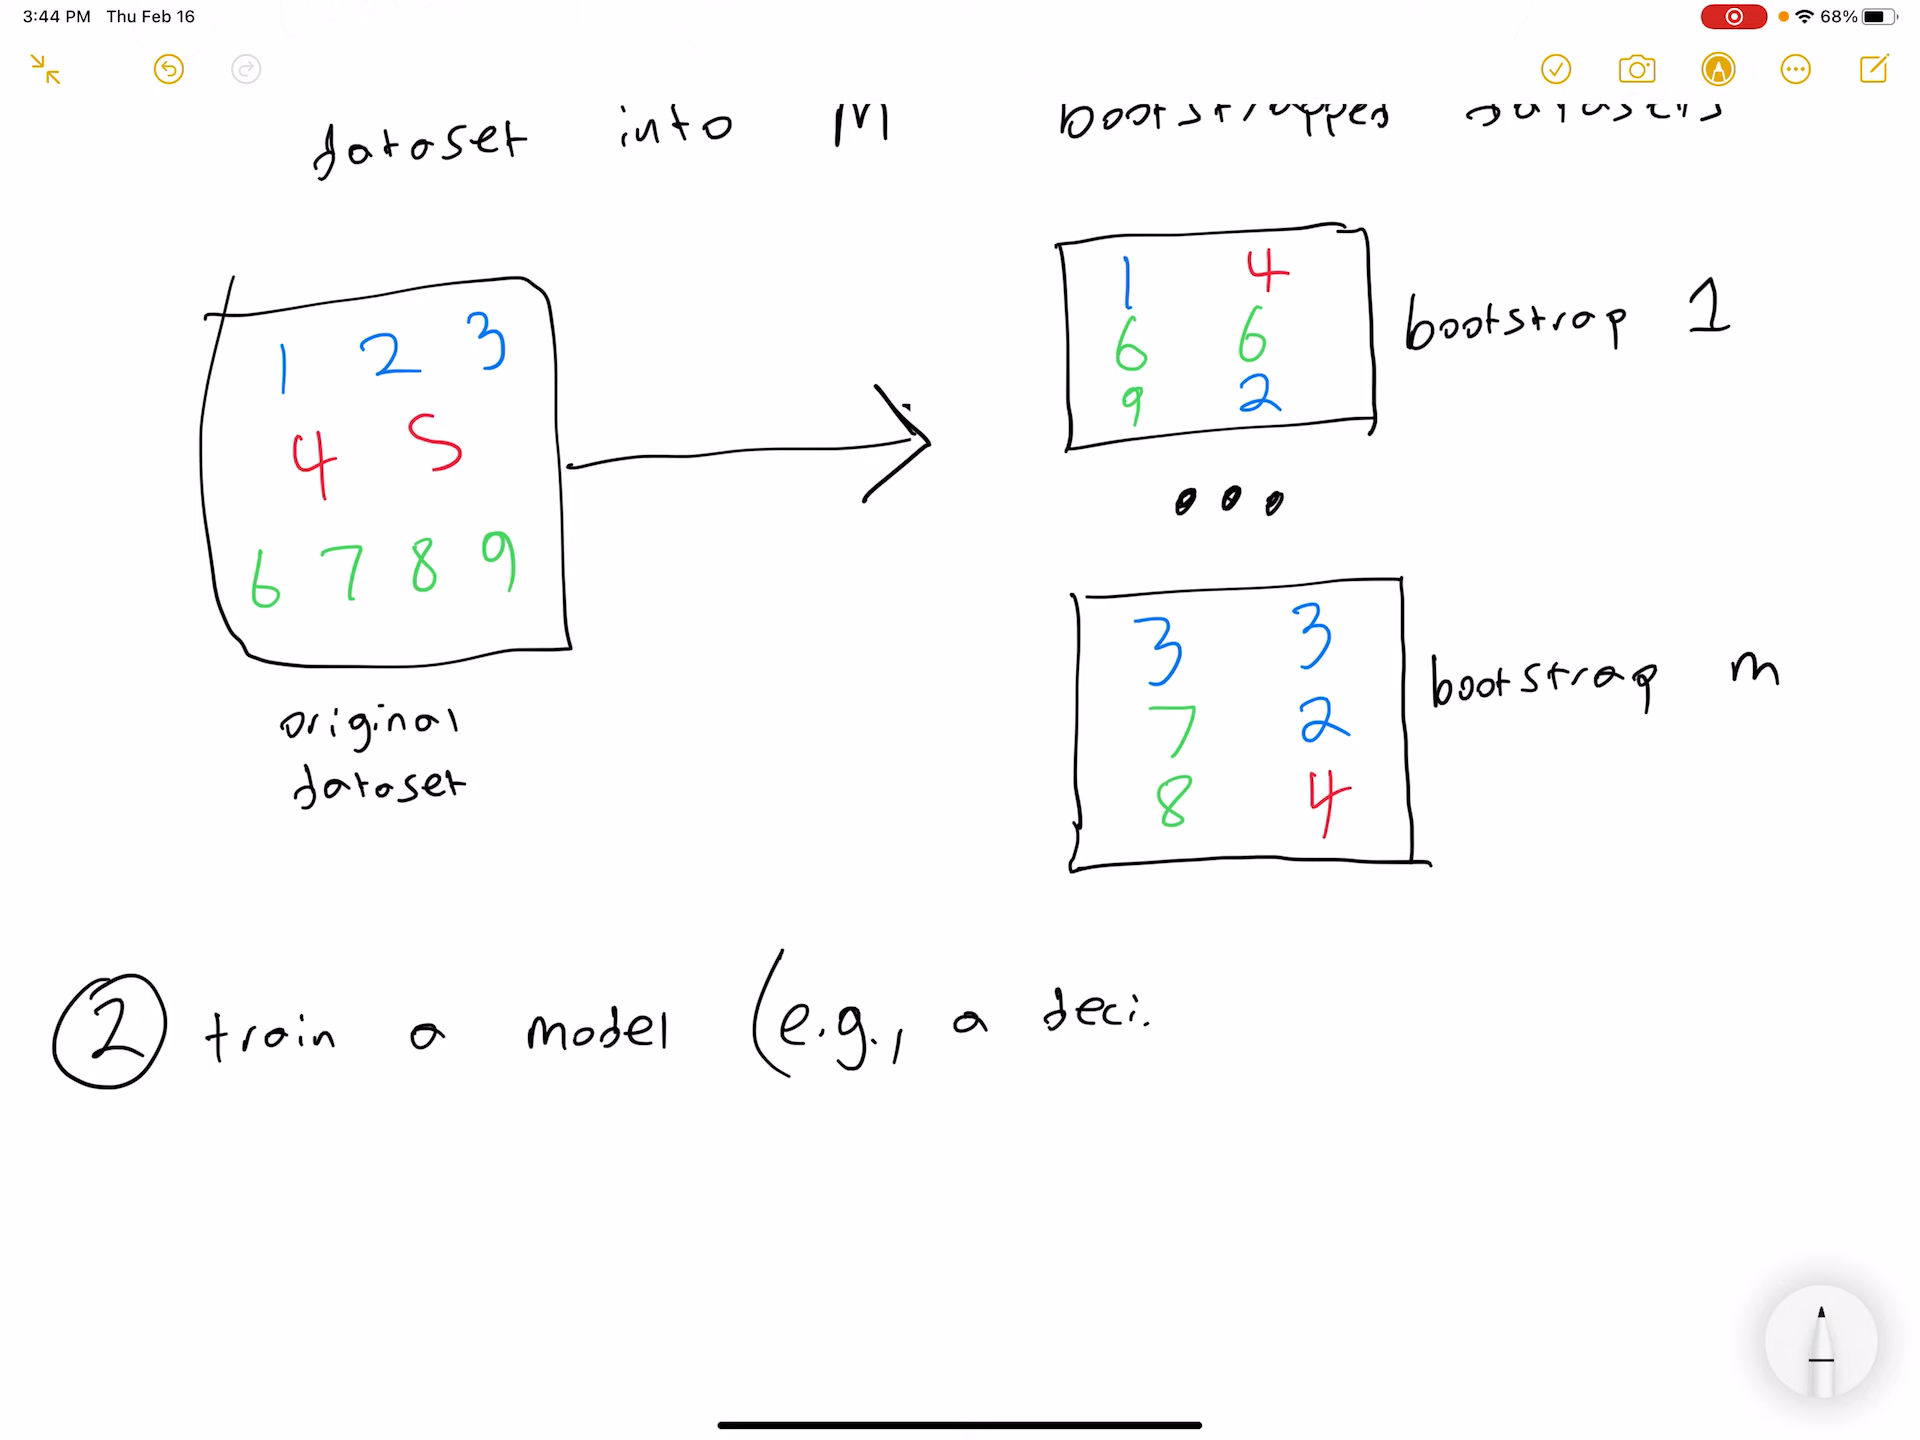 3:44 PM Thu Feb 16
68%
dataset into M bootstrapped datasets
1 2 3
4 5
6 7 8 9
original
dataset
1 4
6 6
9 2
bootstrap 1
3 3
7 2
8 4
bootstrap m
2 train a model (e.g., a deci